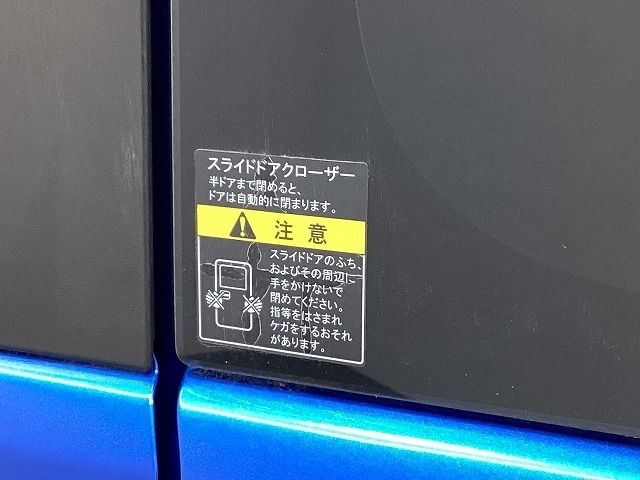 スライドドアクローザー
半ドアまで閉めると、
ドアは自動的に閉まります。
注意
スライドドアのふち、
およびその周辺に
手をかけないで
閉めてください。
指等をはさまれ
ケガをするおそれ
があります。